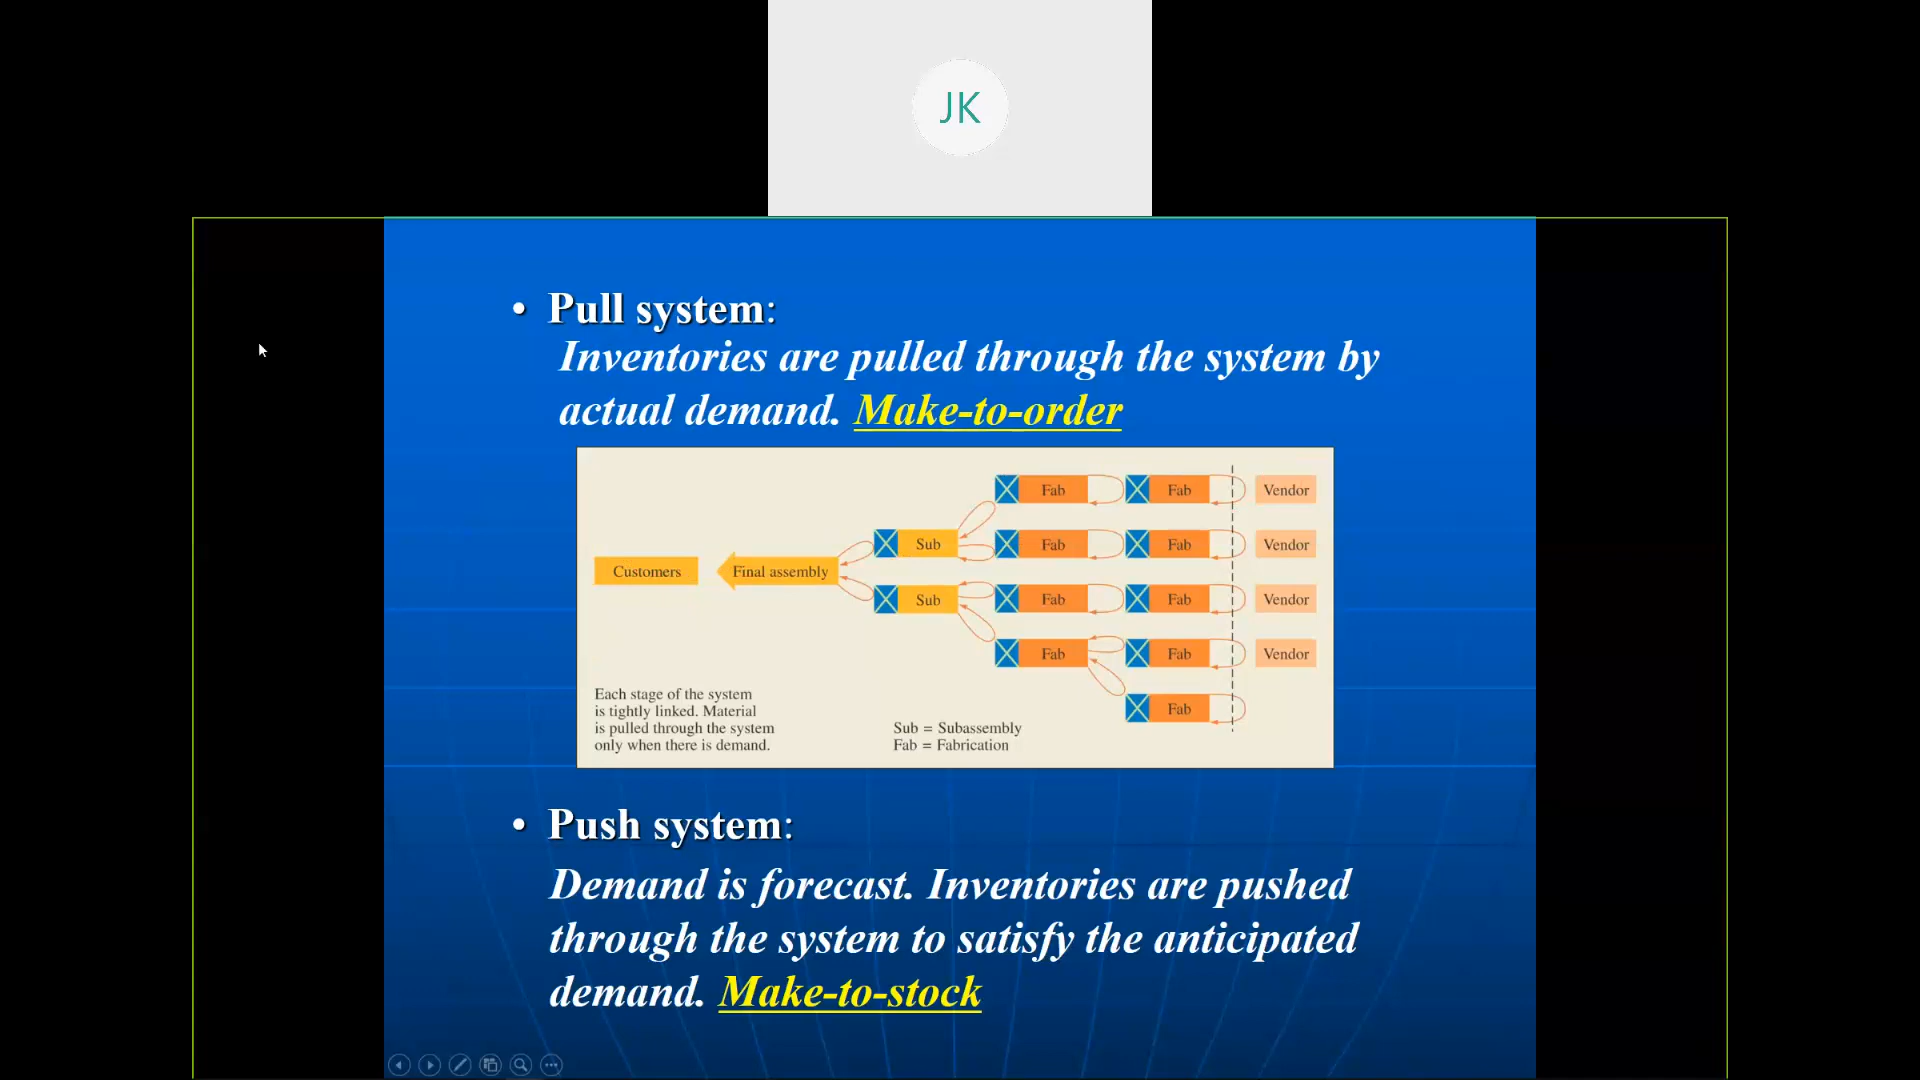 JK
• Pull system:
Inventories are pulled through the system by
actual demand. Make-to-order
Fab Fab Vendor
Sub Fab Fab Vendor
Customers Final assembly
Sub Fab Fab Vendor
Fab Fab Vendor
Fab
Each stage of the system
is tightly linked. Material
is pulled through the system
only when there is demand.
Sub = Subassembly
Fab = Fabrication
• Push system:
Demand is forecast. Inventories are pushed
through the system to satisfy the anticipated
demand. Make-to-stock